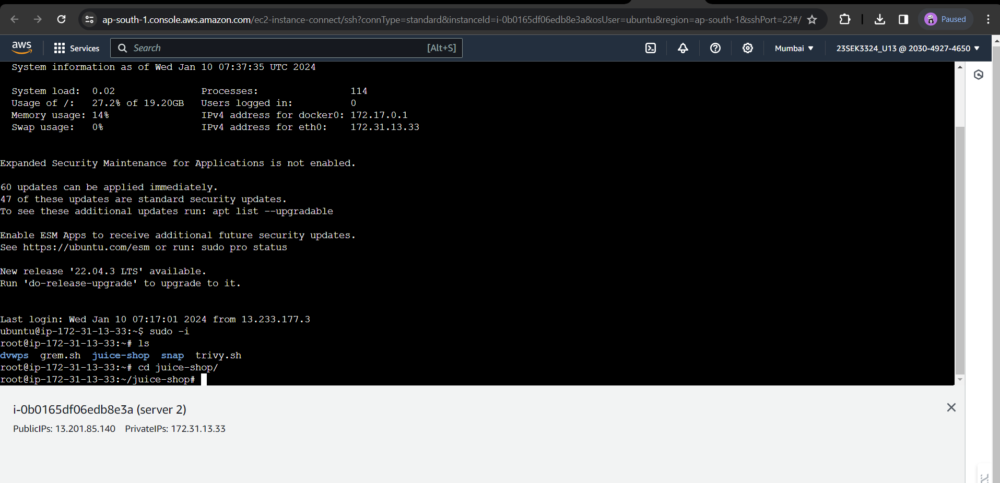 ap-south-1.console.aws.amazon.com/ec2-instance-connect/ssh?connType=standard&instanceId=i-0b0165df06edb8e3a&osUser=ubuntu&region=ap-south-1&sshPort=22#/
Paused
aws
Services
Search
[Alt+S]
Mumbai
23SEK3324_U13 @ 2030-4927-4650
System information as of Wed Jan 10 07:37:35 UTC 2024
System load: 0.02 Processes: 114
Usage of /: 27.2% of 19.20GB Users logged in: 0
Memory usage: 14% IPv4 address for docker0: 172.17.0.1
Swap usage: 0% IPv4 address for eth0: 172.31.13.33
Expanded Security Maintenance for Applications is not enabled.
60 updates can be applied immediately.
47 of these updates are standard security updates.
To see these additional updates run: apt list --upgradable
Enable ESM Apps to receive additional future security updates.
See https://ubuntu.com/esm or run: sudo pro status
New release '22.04.3 LTS' available.
Run 'do-release-upgrade' to upgrade to it.
Last login: Wed Jan 10 07:17:01 2024 from 13.233.177.3
ubuntu@ip-172-31-13-33:~$ sudo -i
root@ip-172-31-13-33:~# ls
dvwps grem.sh juice-shop snap trivy.sh
root@ip-172-31-13-33:~# cd juice-shop/
root@ip-172-31-13-33:~/juice-shop#
i-0b0165df06edb8e3a (server 2)
PublicIPs: 13.201.85.140 PrivateIPs: 172.31.13.33